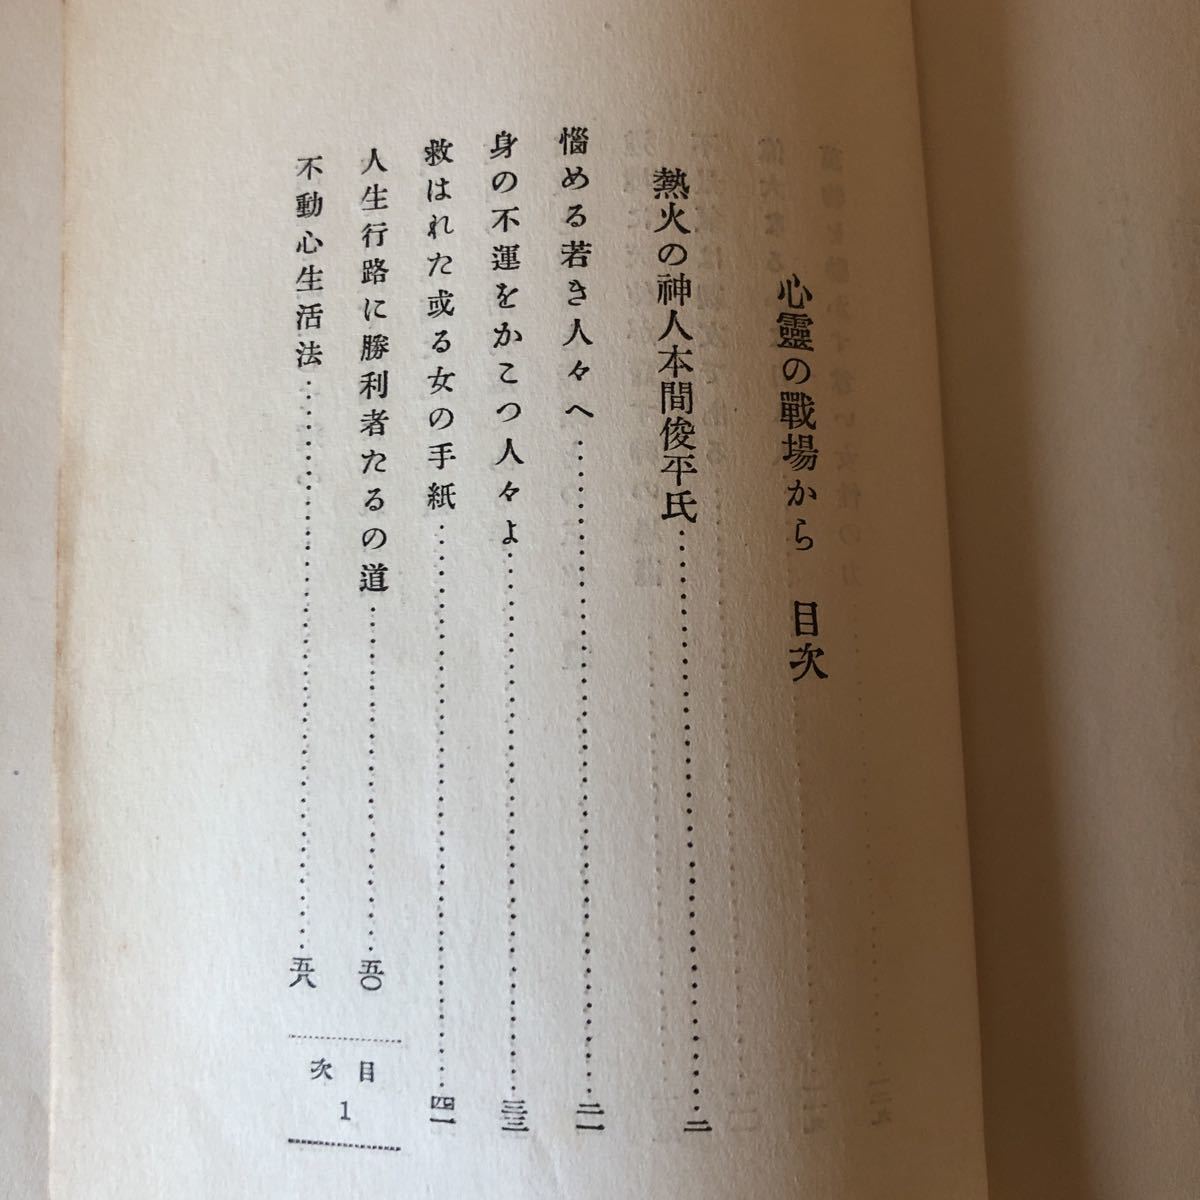 心靈の戰場から　目次
熱火の神人本間俊平氏……二
惱める若き人々へ……二一
身の不運をかこつ人々よ……三三
救はれた或る女の手紙……四一
人生行路に勝利者たるの道……五〇
不動心生活法……五八
目次
1